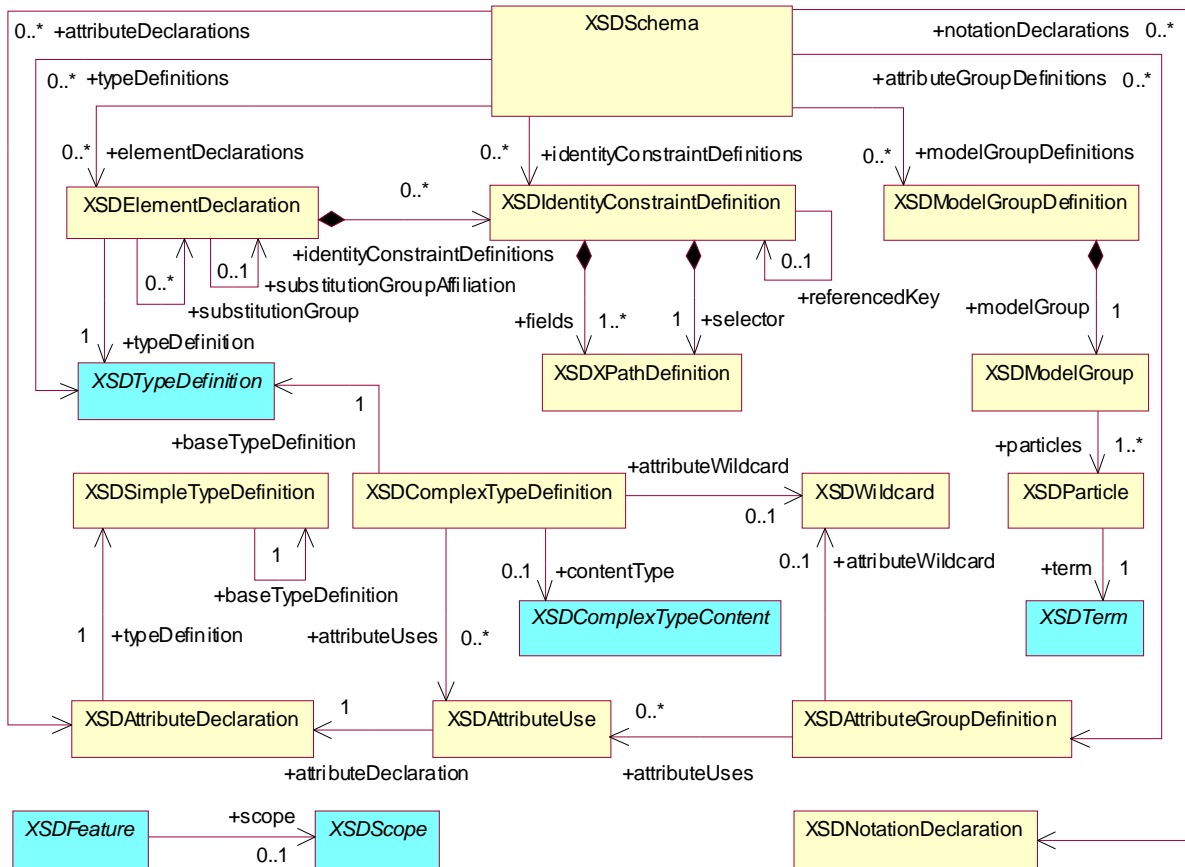 XSDSchema
0..* +attributeDeclarations
+notationDeclarations 0..*
0..* +typeDefinitions
+attributeGroupDefinitions 0..*
0..* +elementDeclarations
0..* +identityConstraintDefinitions
0..* +modelGroupDefinitions
XSDElementDeclaration
0..*
XSDIdentityConstraintDefinition
XSDModelGroupDefinition
+identityConstraintDefinitions
0..*
0..1
+substitutionGroupAffiliation
+substitutionGroup
0..1
+referencedKey
+fields 1..*
1 +selector
+modelGroup 1
1 +typeDefinition
XSDTypeDefinition
XSDXPathDefinition
XSDModelGroup
1
+baseTypeDefinition
+particles 1..*
+attributeWildcard
XSDSimpleTypeDefinition
XSDComplexTypeDefinition
XSDWildcard
XSDParticle
0..1
1
+baseTypeDefinition
0..1 +contentType
0..1 +attributeWildcard
+term 1
XSDComplexTypeContent
XSDTerm
1 +typeDefinition
+attributeUses 0..*
XSDAttributeDeclaration
1
XSDAttributeUse
0..*
XSDAttributeGroupDefinition
+attributeDeclaration
+attributeUses
XSDFeature
+scope
0..1
XSDScope
XSDNotationDeclaration